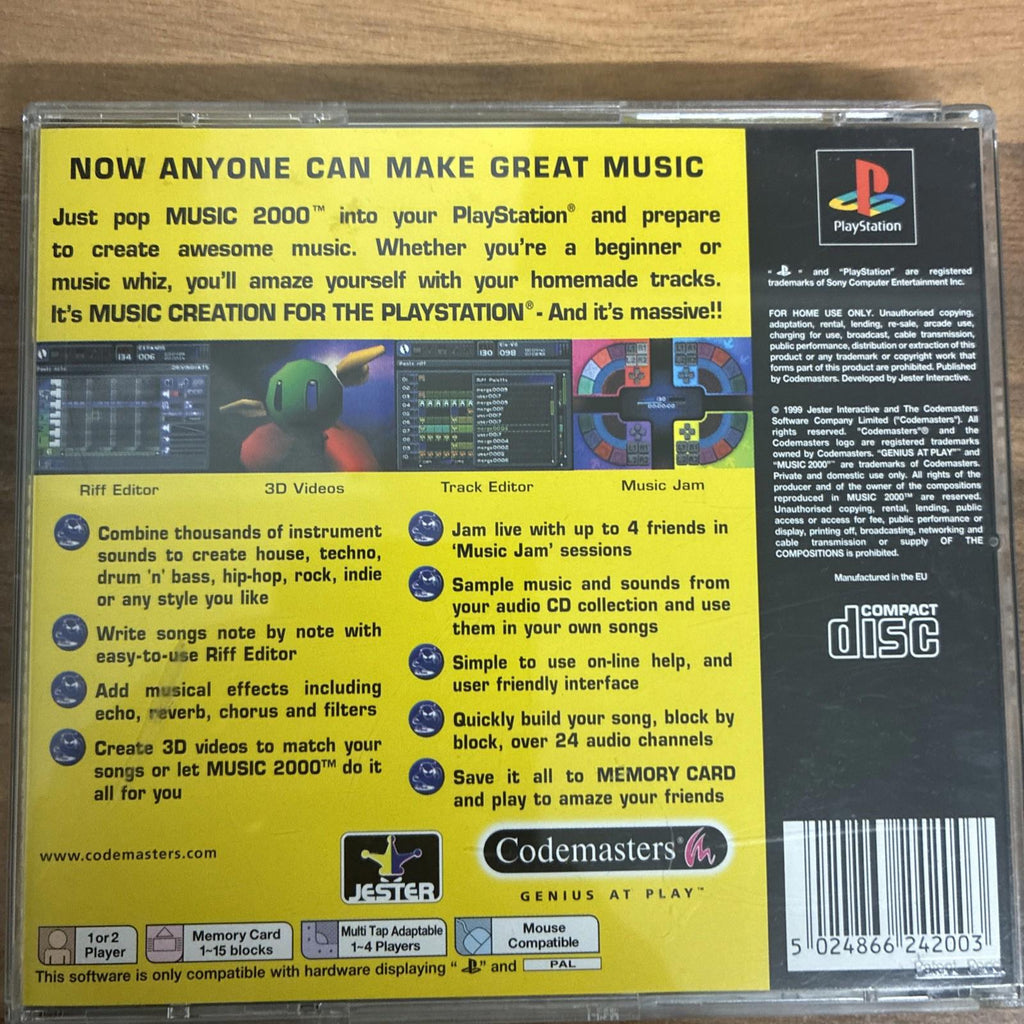 NOW ANYONE CAN MAKE GREAT MUSIC
Just pop MUSIC 2000™ into your PlayStation® and prepare
to create awesome music. Whether you're a beginner or
music whiz, you'll amaze yourself with your homemade tracks.
It's MUSIC CREATION FOR THE PLAYSTATION® - And it's massive!!
Riff Editor
3D Videos
Track Editor
Music Jam
Combine thousands of instrument
sounds to create house, techno,
drum 'n' bass, hip-hop, rock, indie
or any style you like
Write songs note by note with
easy-to-use Riff Editor
Add musical effects including
echo, reverb, chorus and filters
Create 3D videos to match your
songs or let MUSIC 2000™ do it
all for you
Jam live with up to 4 friends in
'Music Jam' sessions
Sample music and sounds from
your audio CD collection and use
them in your own songs
Simple to use on-line help, and
user friendly interface
Quickly build your song, block by
block, over 24 audio channels
Save it all to MEMORY CARD
and play to amaze your friends
www.codemasters.com
JESTER
Codemasters®
GENIUS AT PLAY™
1 or 2
Player
Memory Card
1~15 blocks
Multi Tap Adaptable
1~4 Players
Mouse
Compatible
This software is only compatible with hardware displaying " " and PAL
PlayStation
" " and "PlayStation" are registered
trademarks of Sony Computer Entertainment Inc.
FOR HOME USE ONLY. Unauthorised copying,
adaptation, rental, lending, re-sale, arcade use,
charging for use, broadcast, cable transmission,
public performance, distribution or extraction of this
product or any trademark or copyright work that
forms part of this product are prohibited. Published
by Codemasters. Developed by Jester Interactive.
© 1999 Jester Interactive and The Codemasters
Software Company Limited ("Codemasters"). All
rights reserved. "Codemasters"® and the
Codemasters logo are registered trademarks
owned by Codemasters. "GENIUS AT PLAY"™ and
"MUSIC 2000"™ are trademarks of Codemasters.
Private and domestic use only. All rights of the
producer and of the owner of the compositions
reproduced in MUSIC 2000™ are reserved.
Unauthorised copying, rental, lending, public
access or access for fee, public performance or
display, printing off, broadcasting, networking and
cable transmission or supply OF THE
COMPOSITIONS is prohibited.
Manufactured in the EU
COMPACT
disc
5 024866 242003